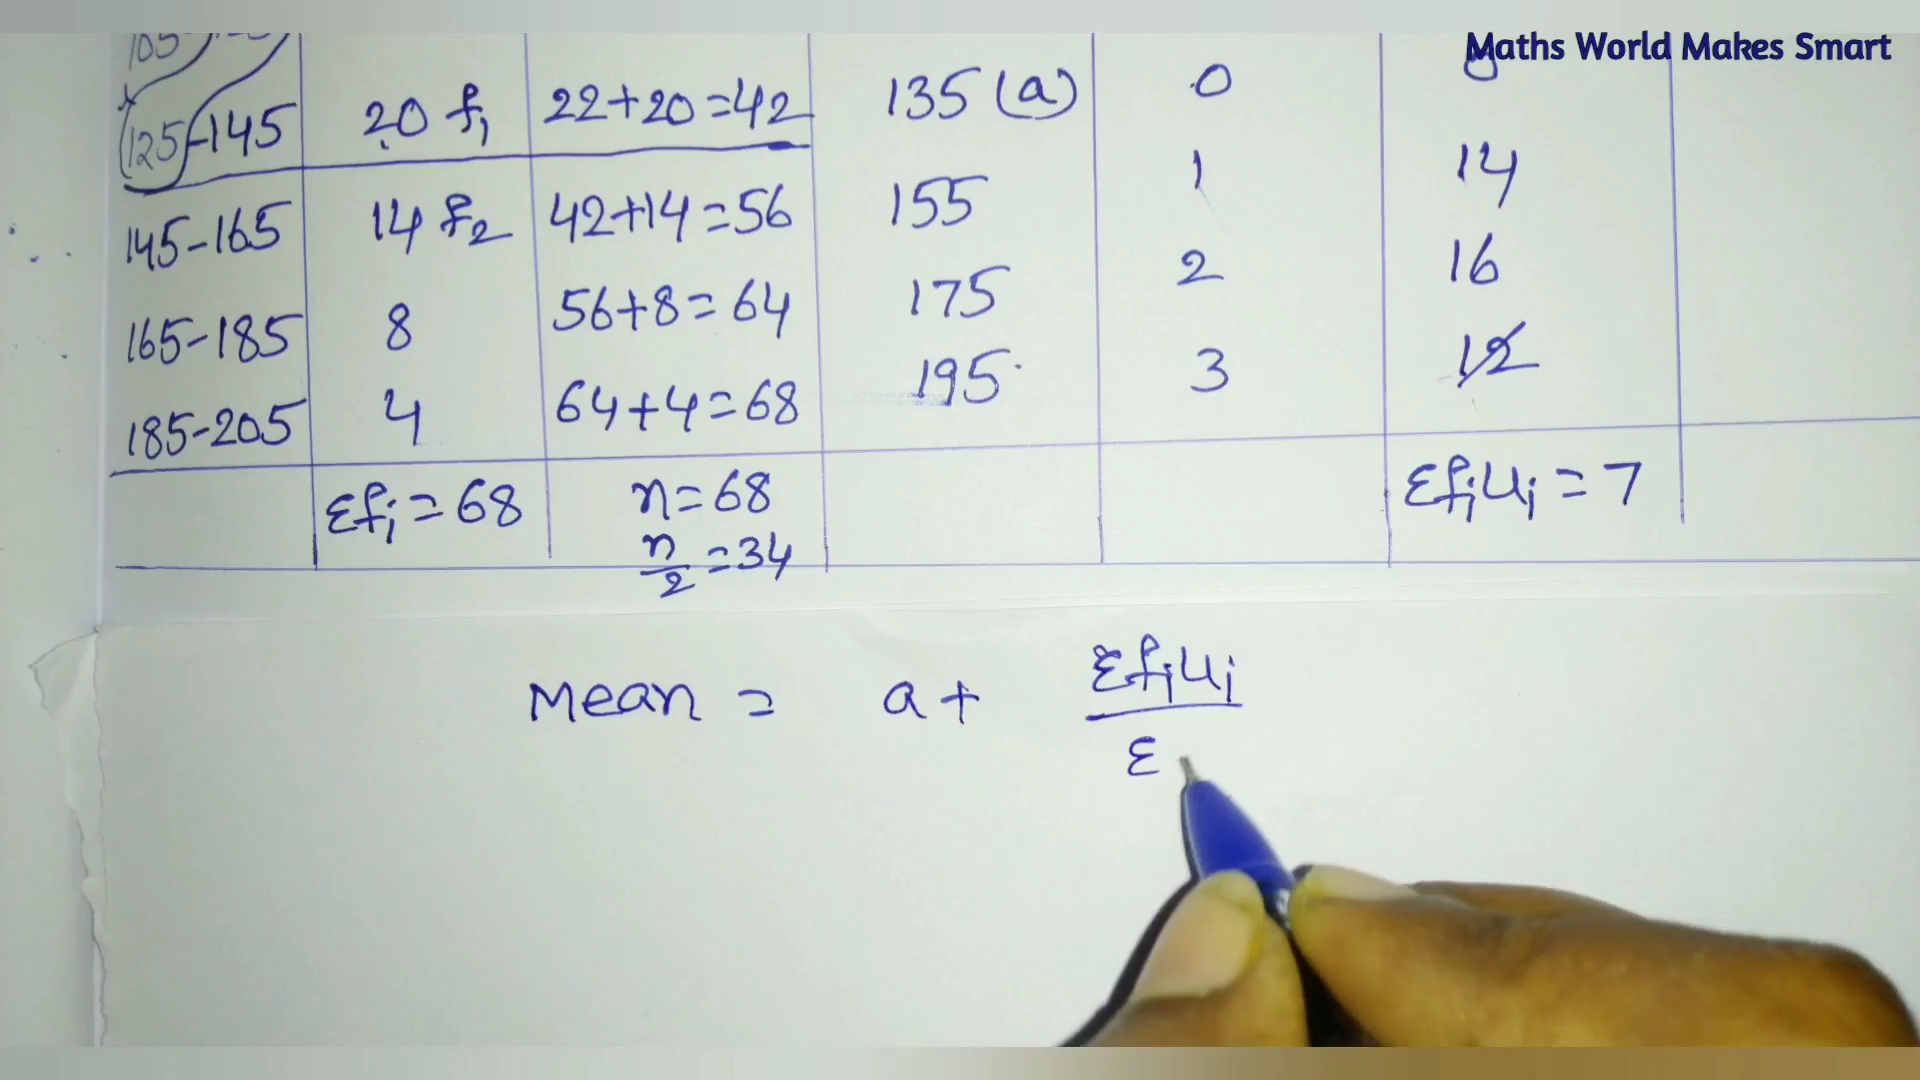 Maths World Makes Smart
105
125-145 20 f₁ 22+20=42 135 (a) 0 0
145-165 14 f₂ 42+14=56 155 1 14
165-185 8 56+8=64 175 2 16
185-205 4 64+4=68 195 3 12
Σfᵢ=68 n=68 Σfᵢuᵢ=7
n/2=34
Mean = a+ Σfᵢuᵢ
Σ